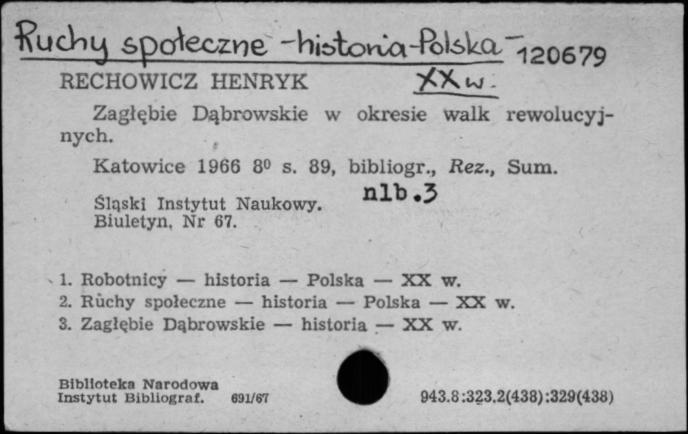 Ruchy społeczne - historia - Polska - 120679
RECHOWICZ HENRYK XX w.
Zagłębie Dąbrowskie w okresie walk rewolucyj-
nych.
Katowice 1966 8⁰ s. 89, bibliogr., Rez., Sum.
nlb.3
Śląski Instytut Naukowy.
Biuletyn, Nr 67.
1. Robotnicy — historia — Polska — XX w.
2. Ruchy społeczne — historia — Polska — XX w.
3. Zagłębie Dąbrowskie — historia — XX w.
Biblioteka Narodowa
Instytut Bibliograf. 691/67 943.8:323.2(438):329(438)